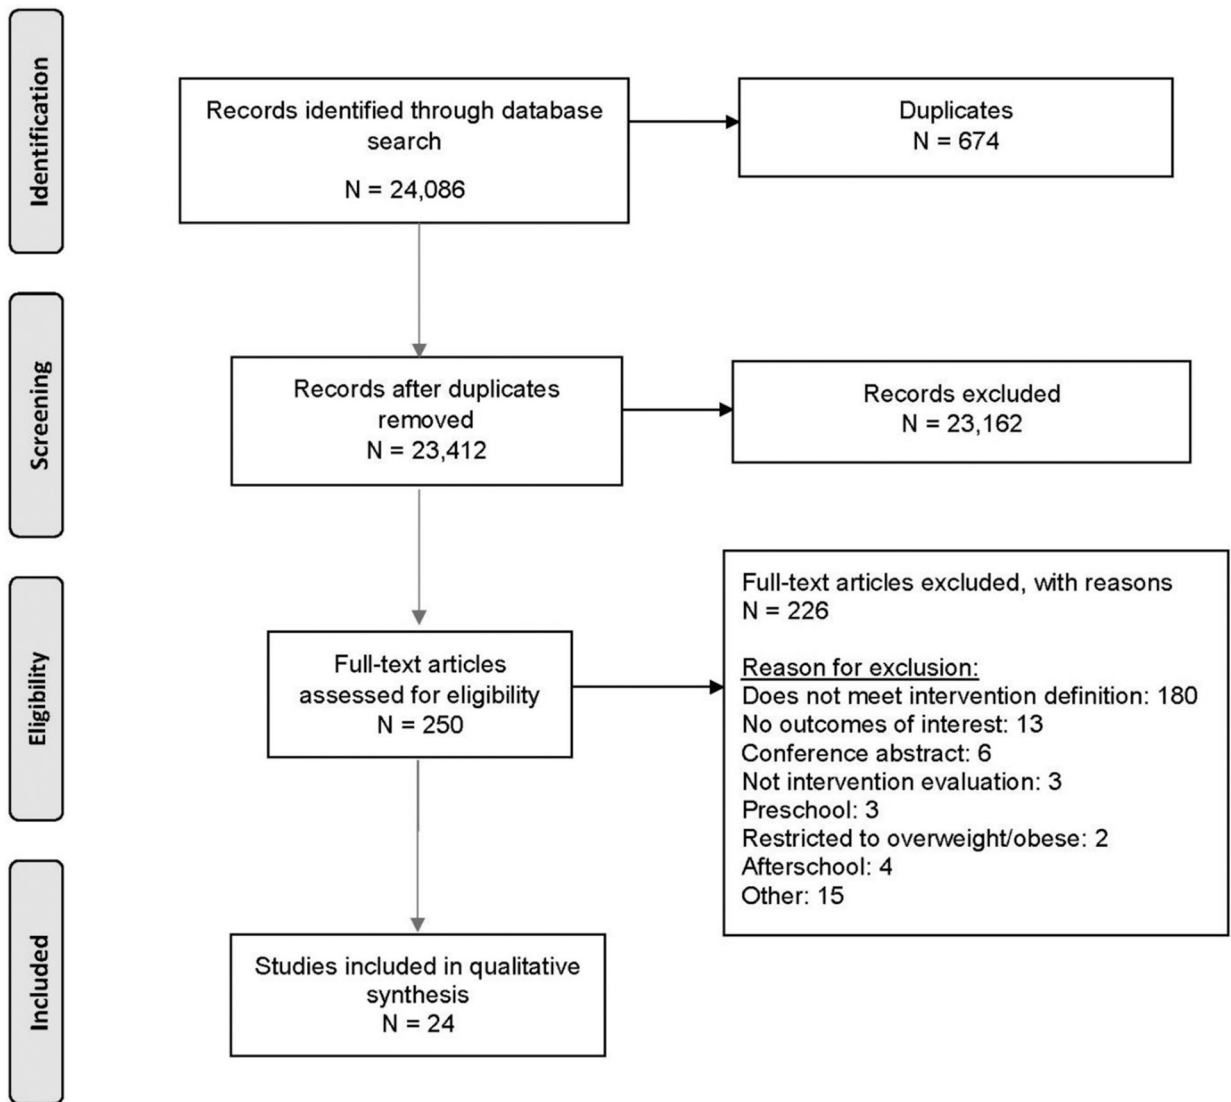 Identification
Records identified through database
search
N = 24,086
Duplicates
N = 674
Screening
Records after duplicates
removed
N = 23,412
Records excluded
N = 23,162
Eligibility
Full-text articles
assessed for eligibility
N = 250
Full-text articles excluded, with reasons
N = 226
Reason for exclusion:
Does not meet intervention definition: 180
No outcomes of interest: 13
Conference abstract: 6
Not intervention evaluation: 3
Preschool: 3
Restricted to overweight/obese: 2
Afterschool: 4
Other: 15
Included
Studies included in qualitative
synthesis
N = 24